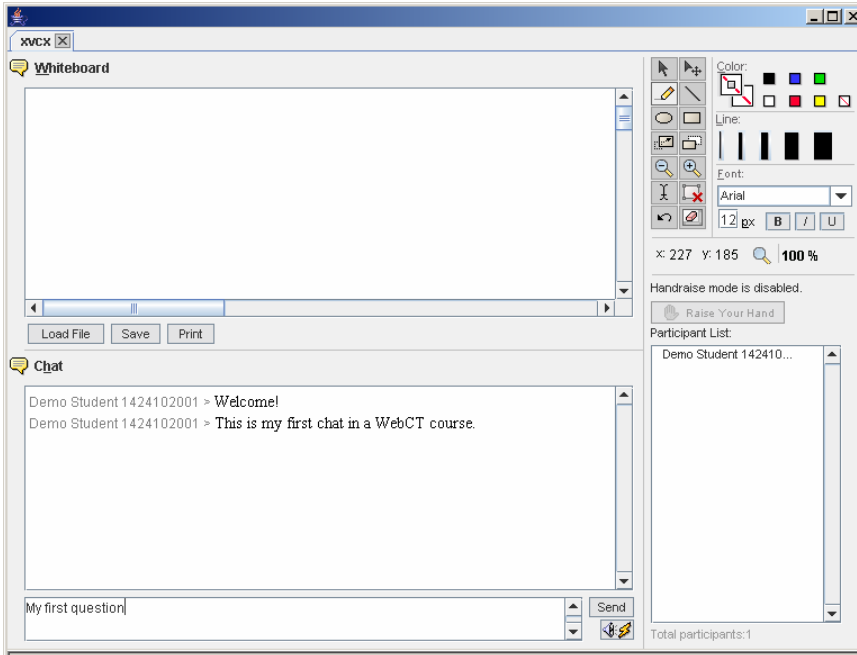 xvcx
Whiteboard
Load File Save Print
Chat
Demo Student 1424102001 > Welcome!
Demo Student 1424102001 > This is my first chat in a WebCT course.
My first question
Send
Color:
Line:
Font:
Arial
12 px B I U
x: 227 y: 185 100 %
Handraise mode is disabled.
Raise Your Hand
Participant List:
Demo Student 142410...
Total participants:1